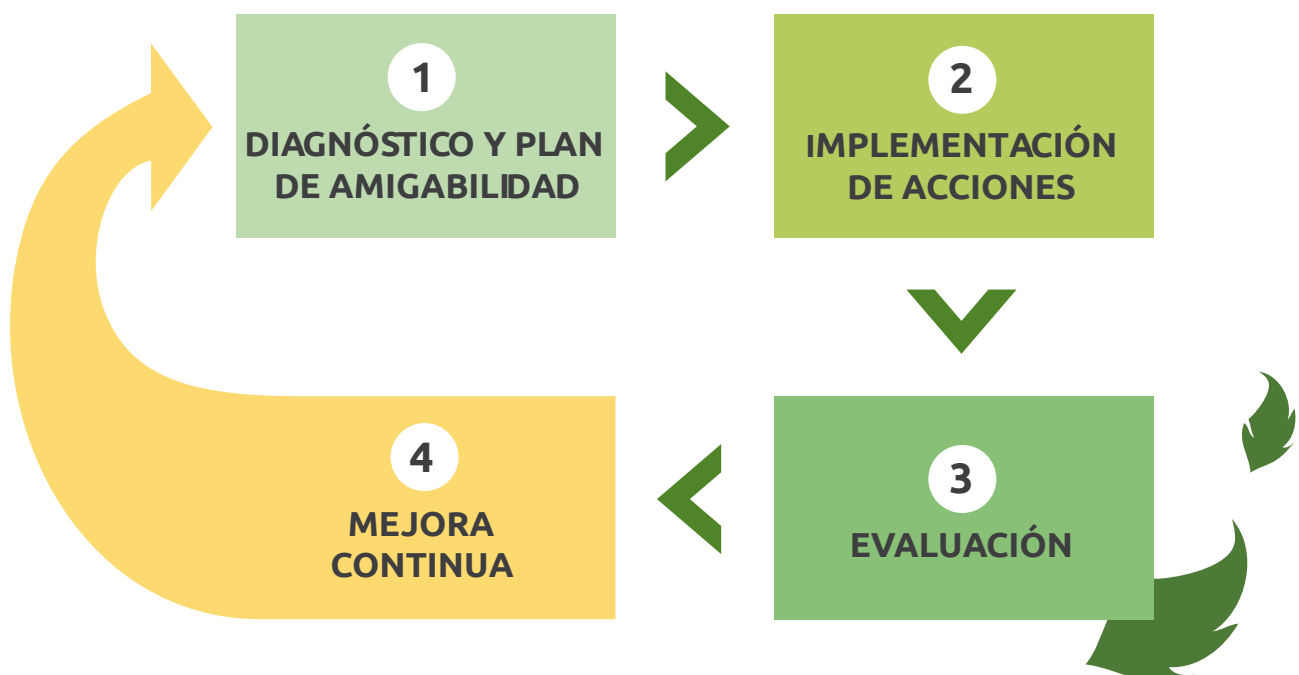 1
DIAGNÓSTICO Y PLAN
DE AMIGABILIDAD
2
IMPLEMENTACIÓN
DE ACCIONES
3
EVALUACIÓN
4
MEJORA
CONTINUA